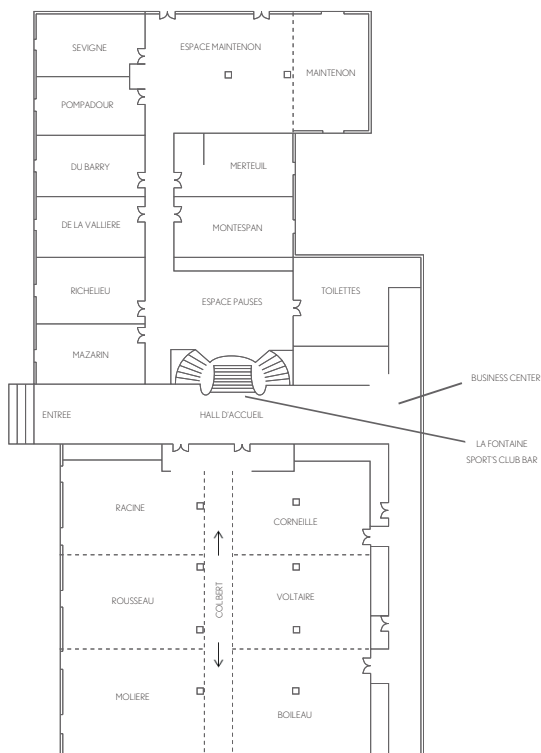 SEVIGNE
ESPACE MAINTENON
MAINTENON
POMPADOUR
DU BARRY
MERTEUIL
DE LA VALLIERE
MONTESPAN
RICHELIEU
ESPACE PAUSES
TOILETTES
MAZARIN
BUSINESS CENTER
ENTREE
HALL D'ACCUEIL
LA FONTAINE
SPORT'S CLUB BAR
RACINE
CORNEILLE
ROUSSEAU
COLBERT
VOLTAIRE
MOLIERE
BOILEAU